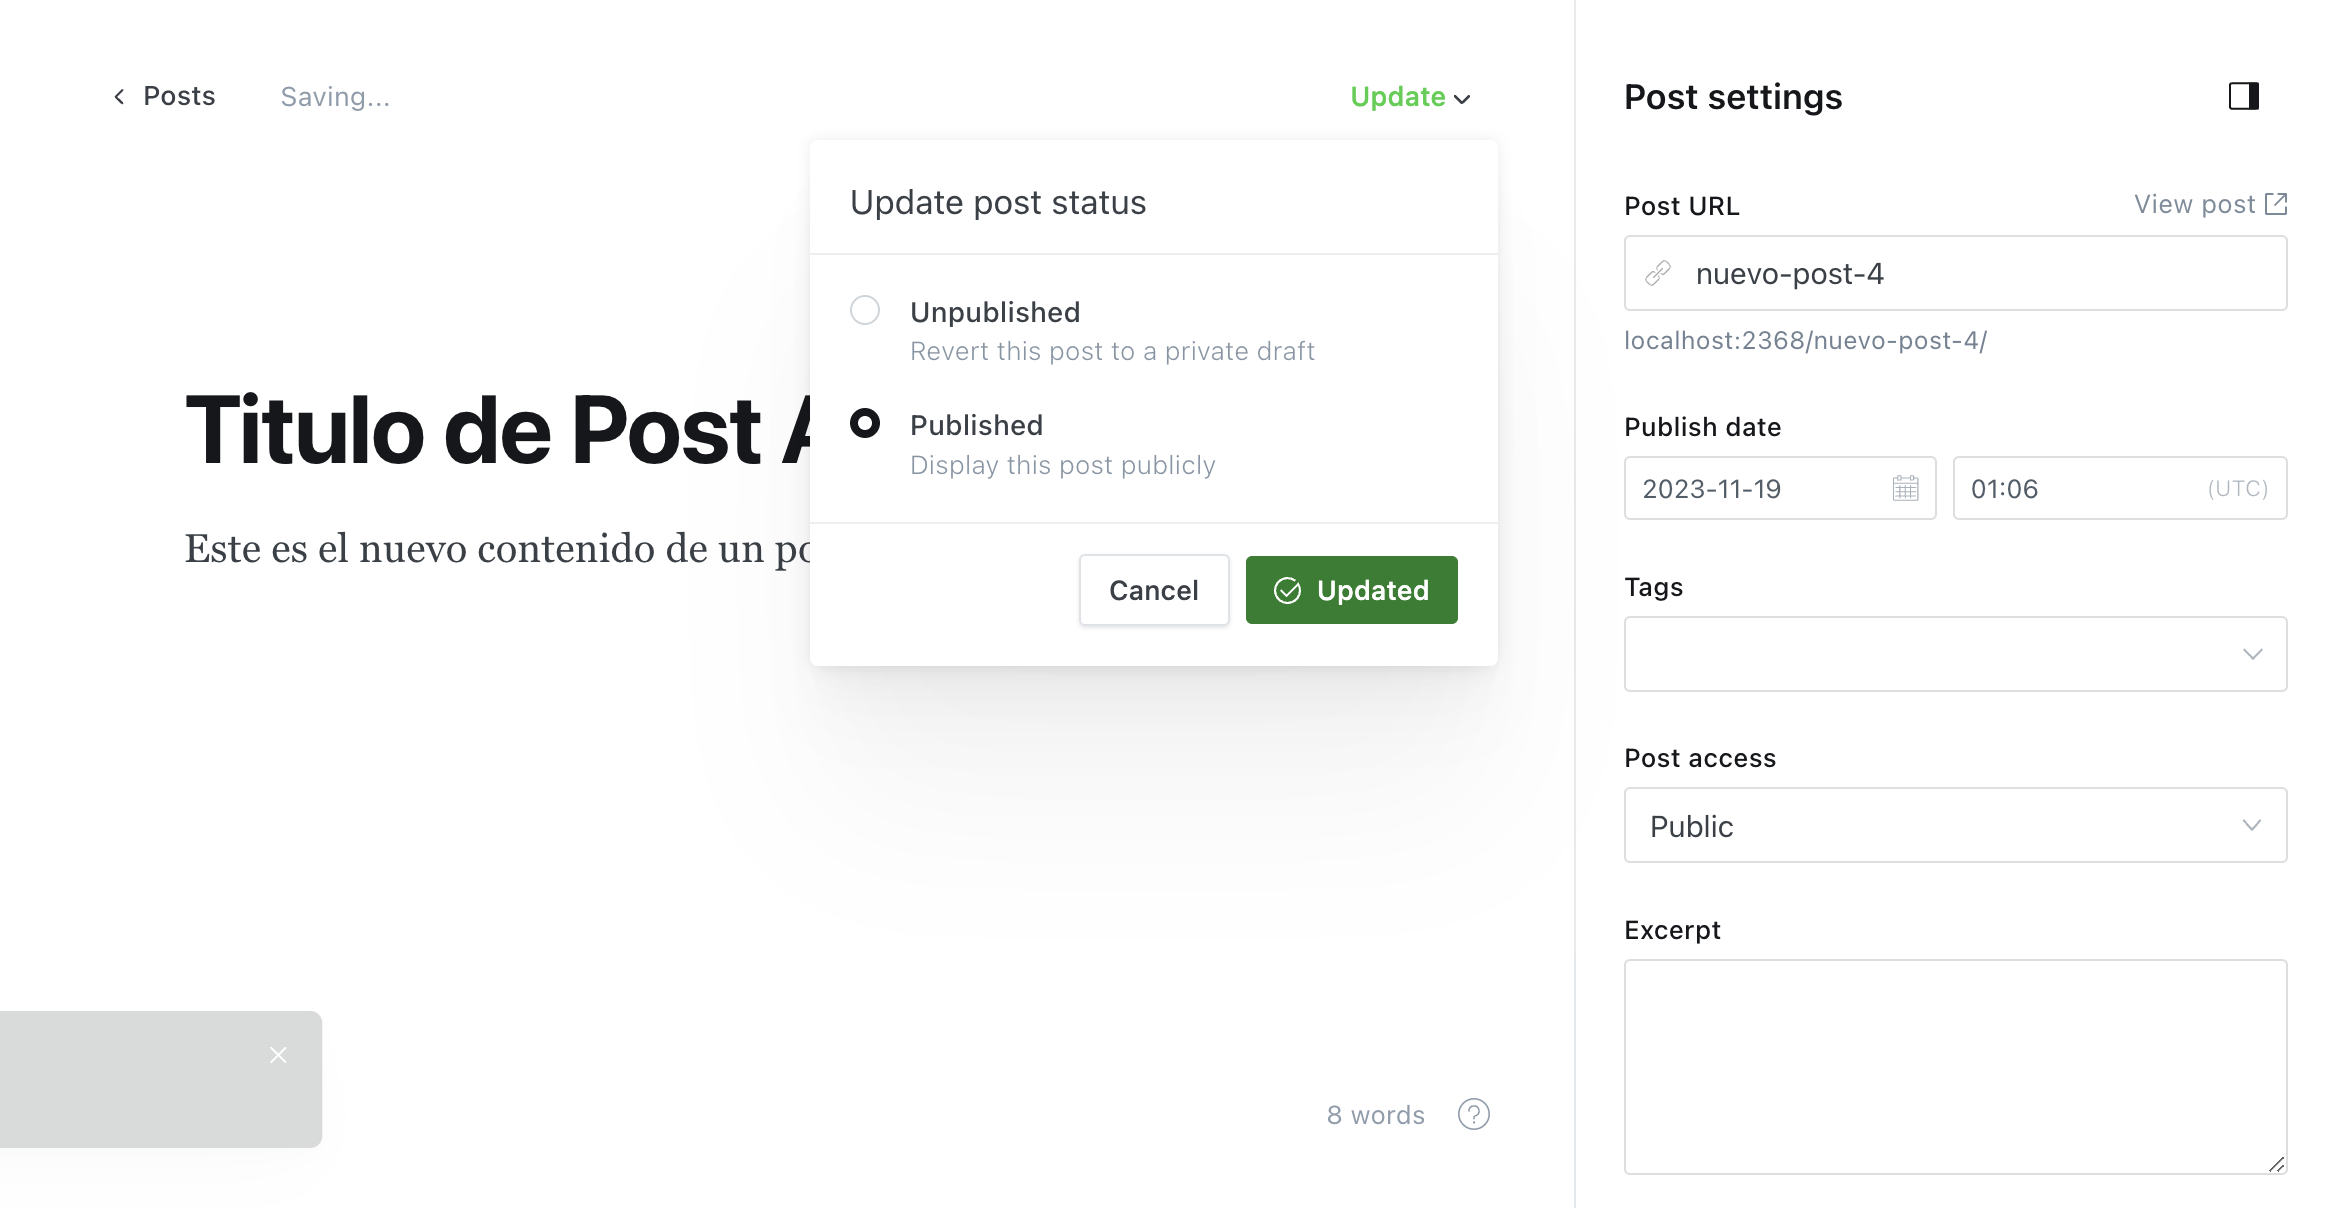 Posts
Saving...
Update
Update post status
Unpublished
Revert this post to a private draft
Published
Display this post publicly
Cancel
Updated
Titulo de Post
Este es el nuevo contenido de un
8 words
Post settings
Post URL
View post
nuevo-post-4
localhost:2368/nuevo-post-4/
Publish date
2023-11-19
01:06
(UTC)
Tags
Post access
Public
Excerpt